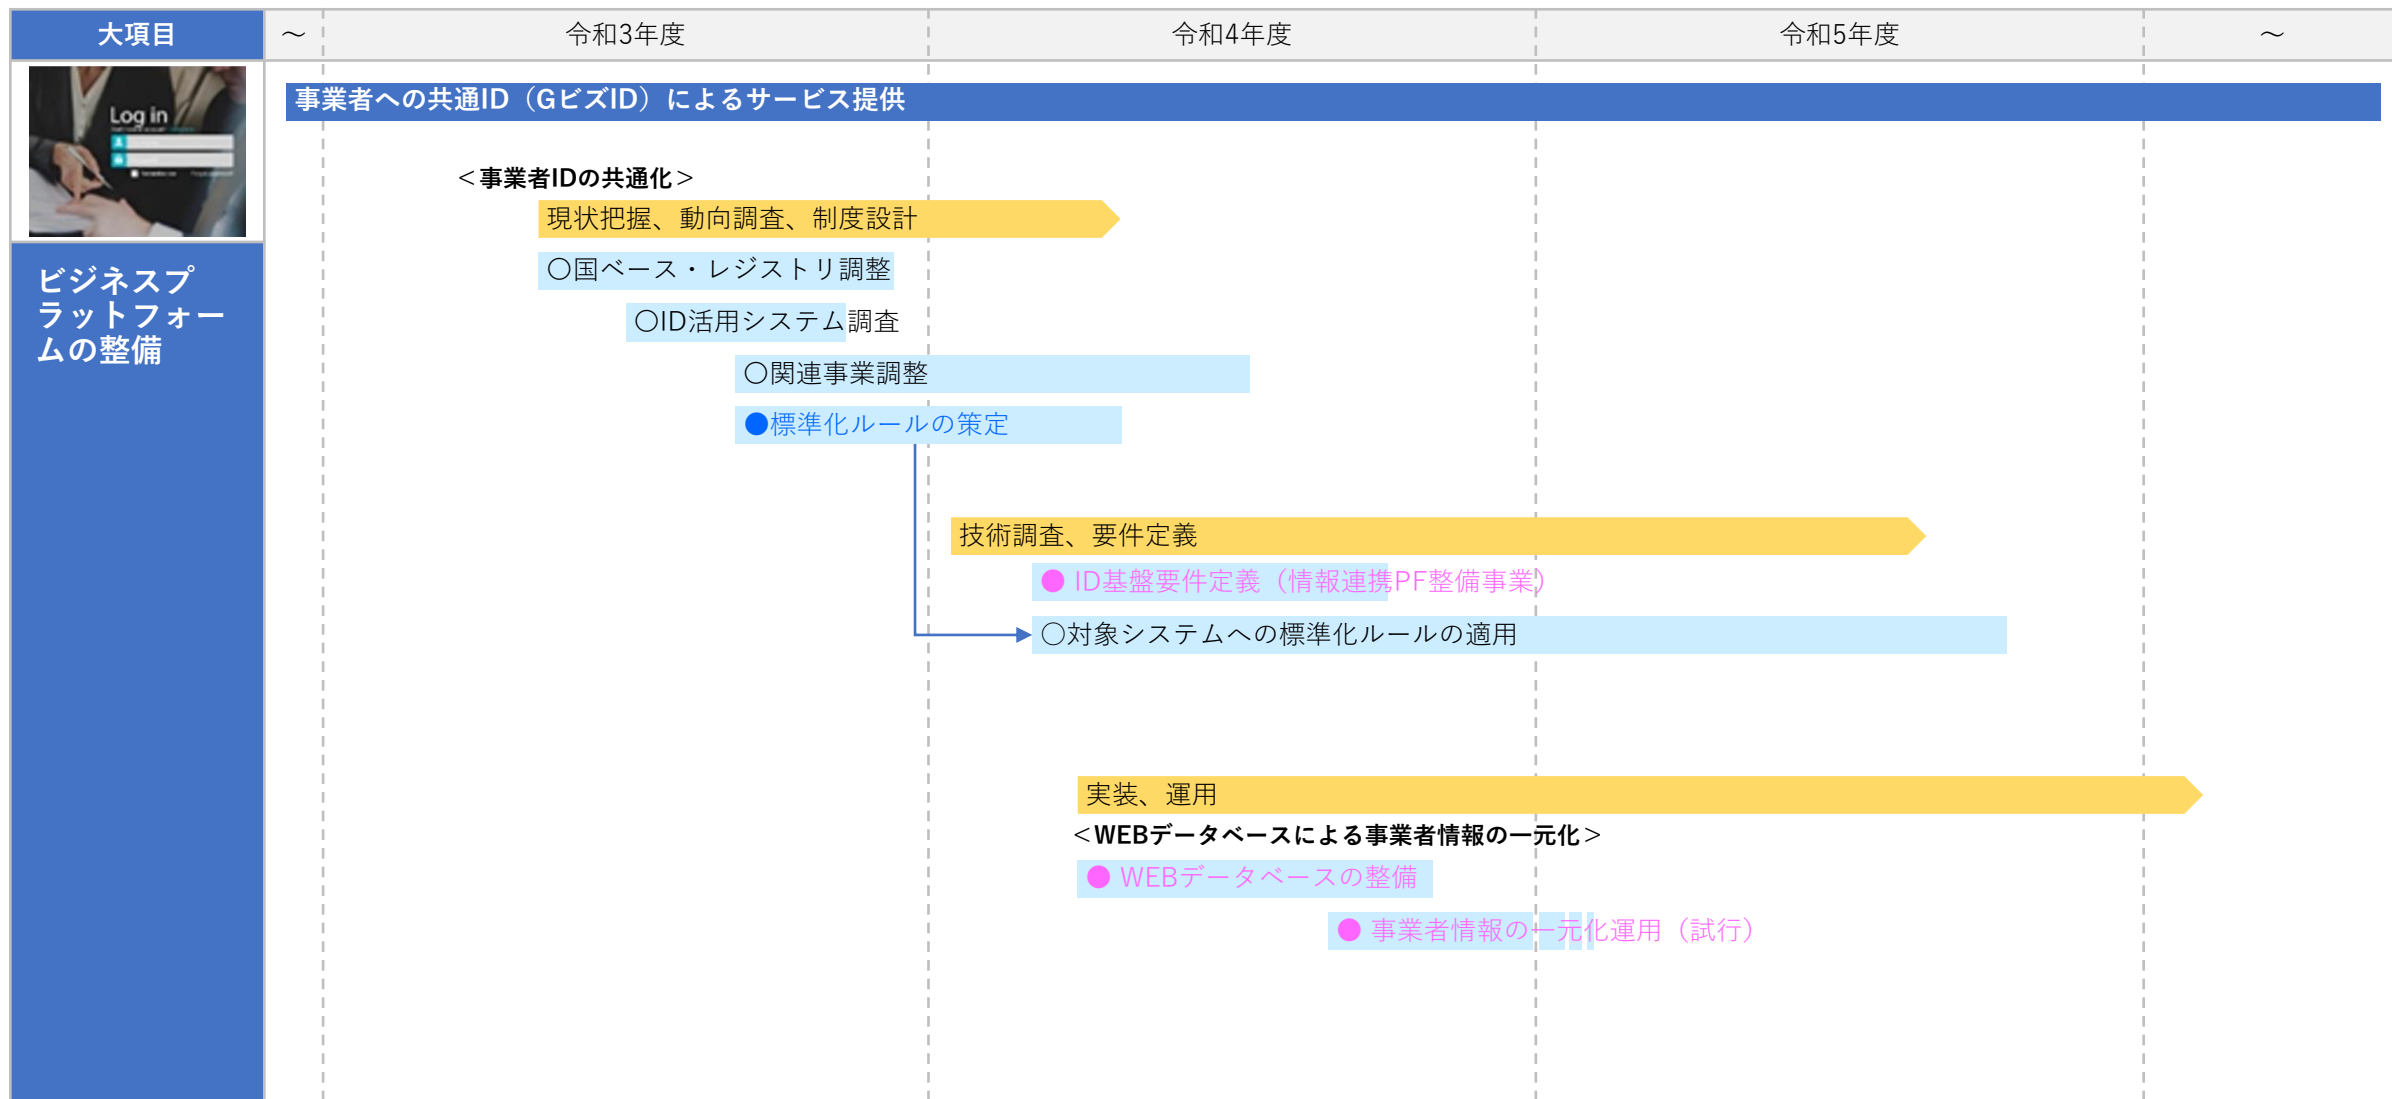 大項目
～
令和3年度
令和4年度
令和5年度
～
Log in
事業者への共通ID（GビズID）によるサービス提供
＜事業者IDの共通化＞
現状把握、動向調査、制度設計
〇国ベース・レジストリ調整
〇ID活用システム調査
〇関連事業調整
●標準化ルールの策定
ビジネスプ
ラットフォー
ムの整備
技術調査、要件定義
● ID基盤要件定義（情報連携PF整備事業）
〇対象システムへの標準化ルールの適用
実装、運用
＜WEBデータベースによる事業者情報の一元化＞
● WEBデータベースの整備
● 事業者情報の一元化運用（試行）